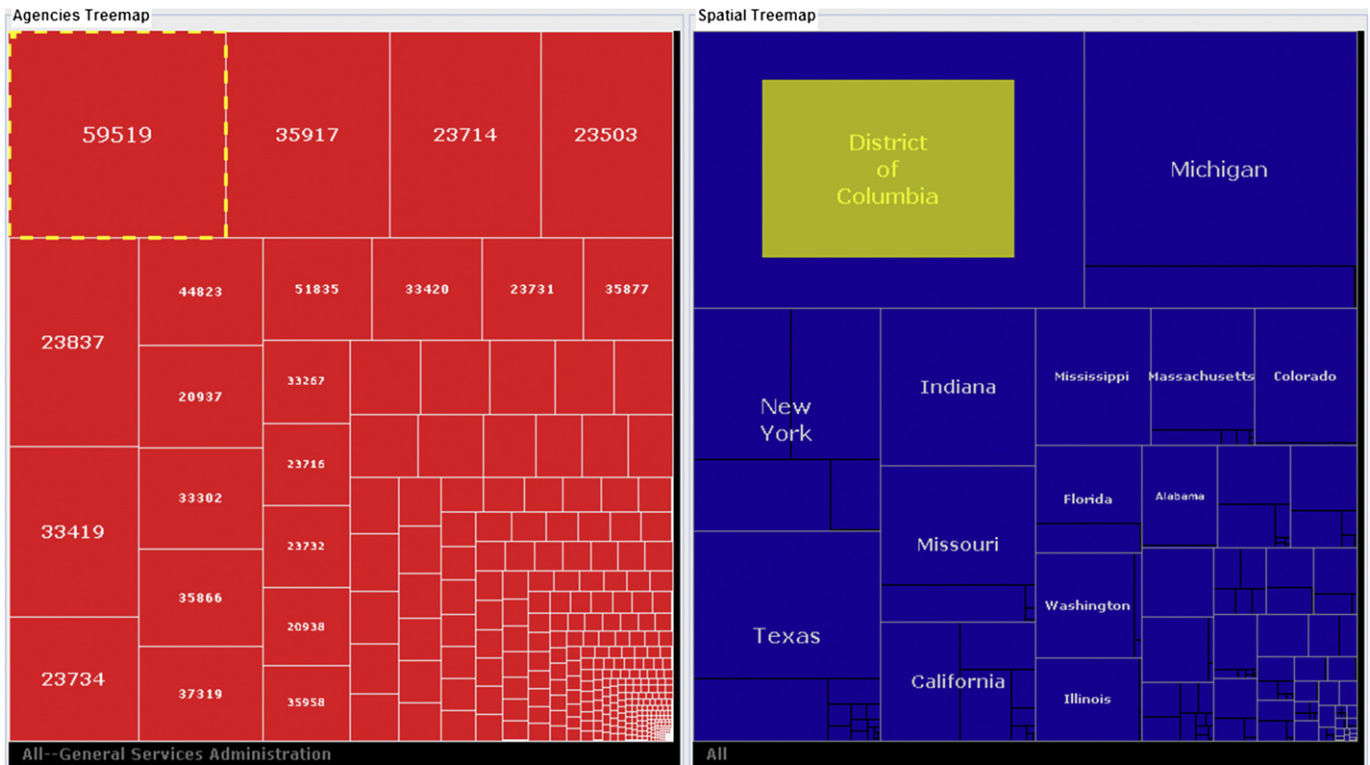 Agencies Treemap
59519
35917
23714
23503
23837
44823
51835
33420
23731
35877
20937
33267
33419
33302
23716
23732
35866
20938
23734
37319
35958
All--General Services Administration
Spatial Treemap
District
of
Columbia
Michigan
New
York
Indiana
Mississippi
Massachusetts
Colorado
Missouri
Florida
Alabama
Washington
Texas
California
Illinois
All